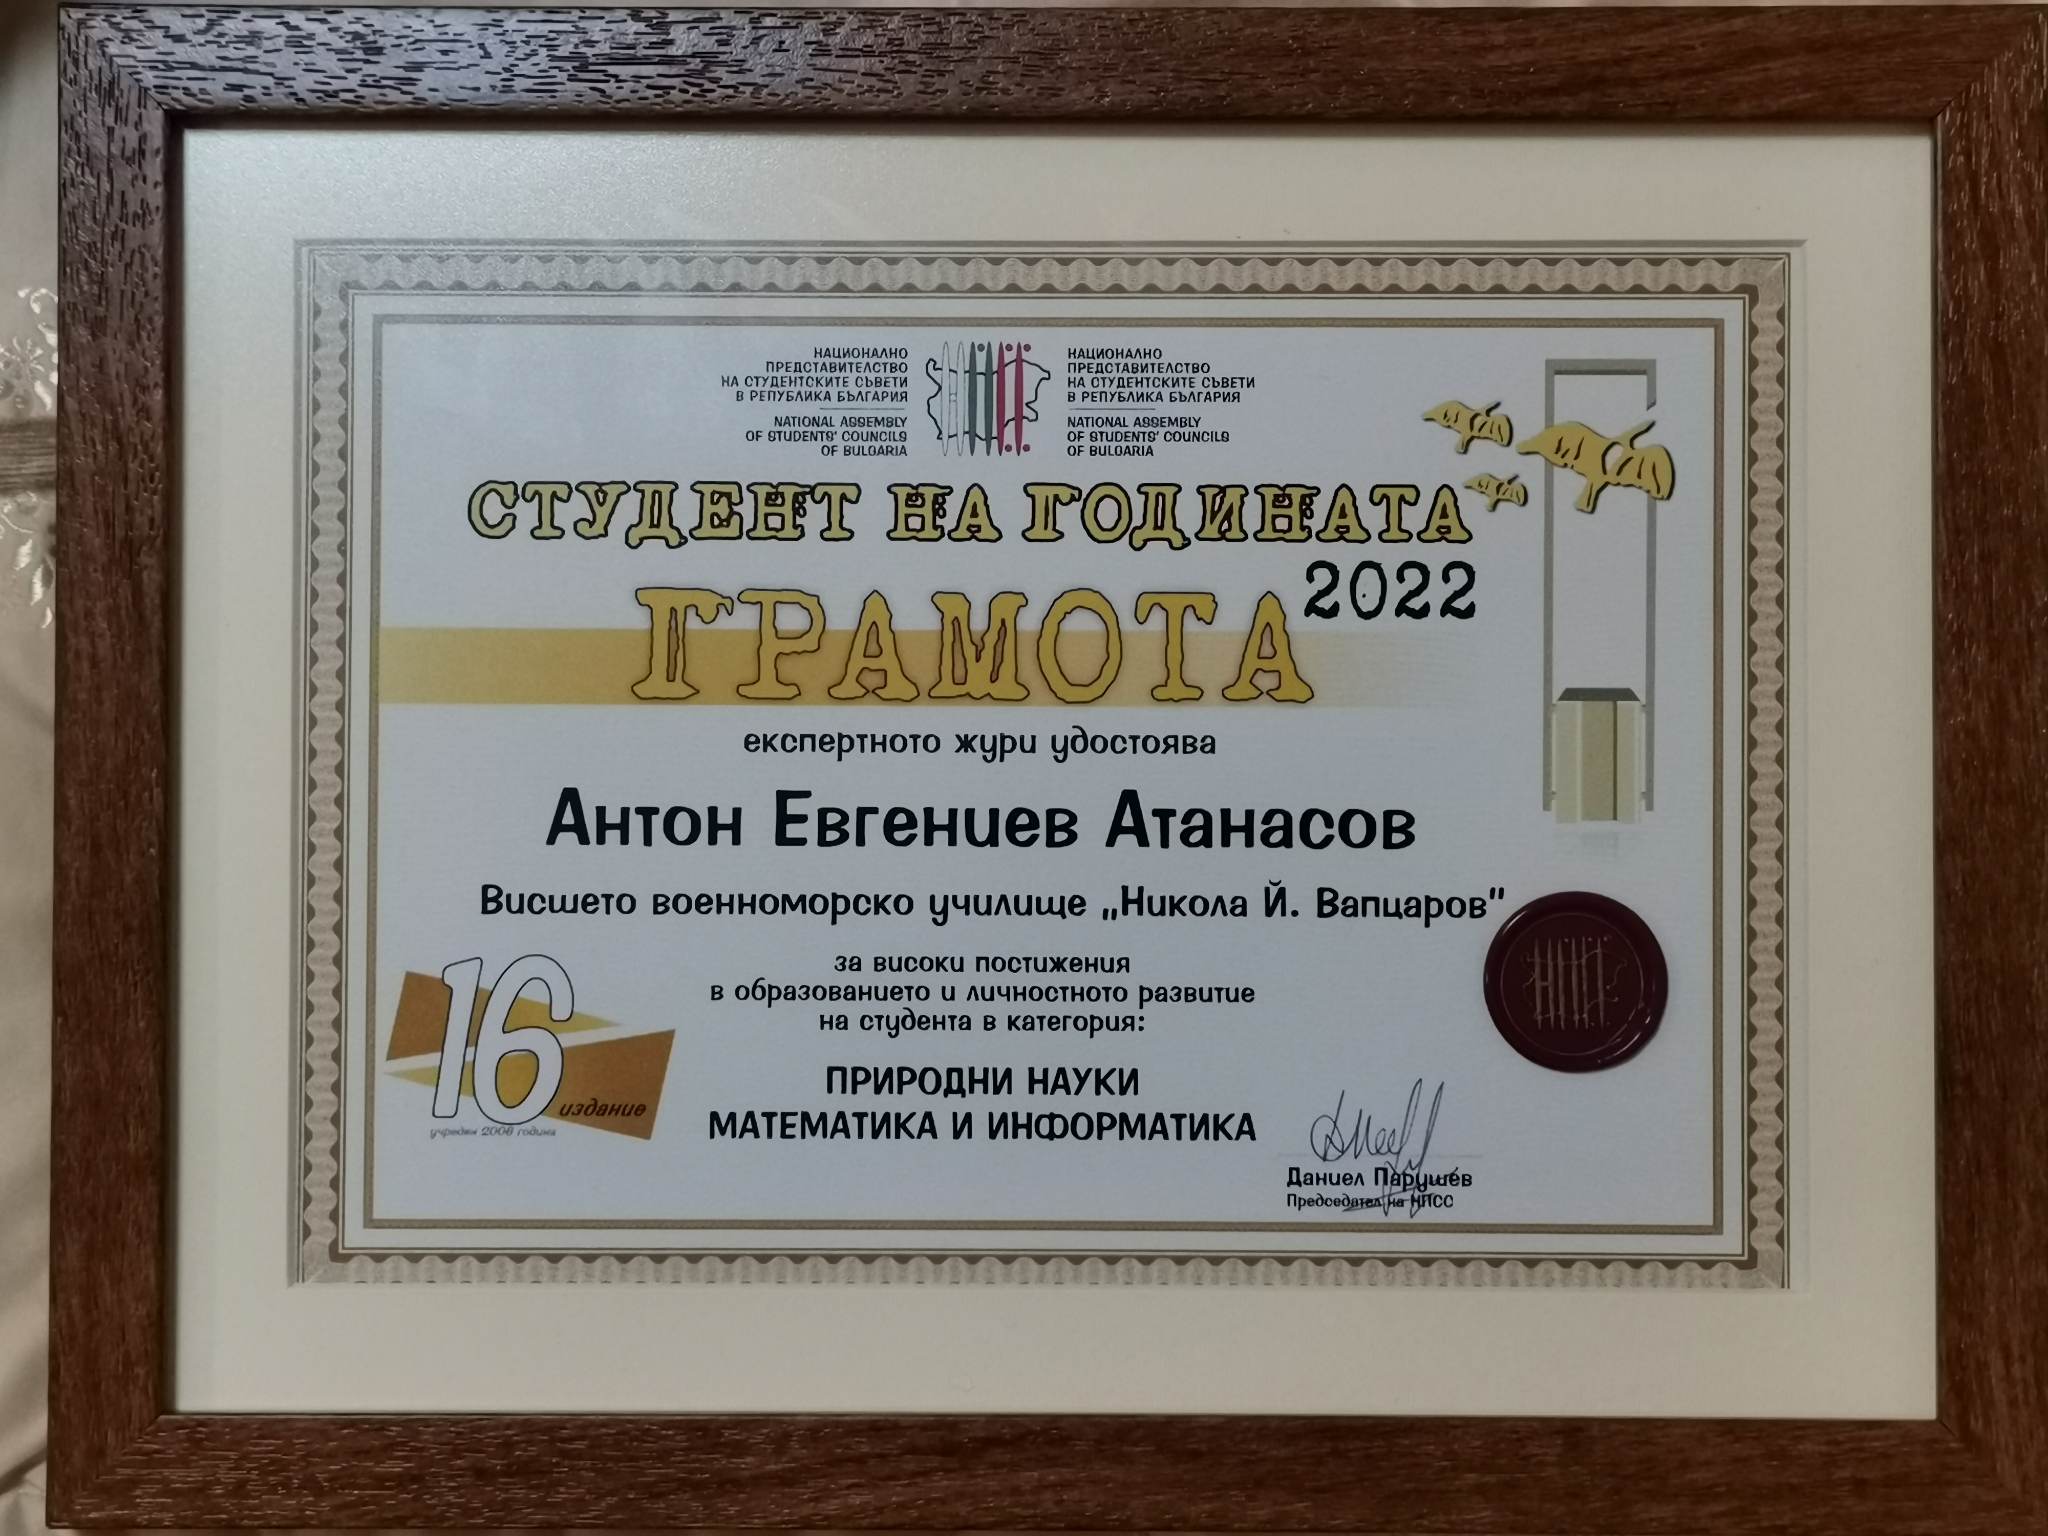 НАЦИОНАЛНО
ПРЕДСТАВИТЕЛСТВО
НА СТУДЕНТСКИТЕ СЪВЕТИ
В РЕПУБЛИКА БЪЛГАРИЯ
NATIONAL ASSEMBLY
OF STUDENTS' COUNCILS
OF BULGARIA
НАЦИОНАЛНО
ПРЕДСТАВИТЕЛСТВО
НА СТУДЕНТСКИТЕ СЪВЕТИ
В РЕПУБЛИКА БЪЛГАРИЯ
NATIONAL ASSEMBLY
OF STUDENTS' COUNCILS
OF BULGARIA
СТУДЕНТ НА ГОДИНАТА
2022
ГРАМОТА
експертното жури удостоява
Антон Евгениев Атанасов
Висшето военноморско училище „Никола Й. Вапцаров"
за високи постижения
в образованието и личностното развитие
на студента в категория:
ПРИРОДНИ НАУКИ
МАТЕМАТИКА И ИНФОРМАТИКА
16
издание
учреден 2006 година
Даниел Парушев
Председател на НПСС